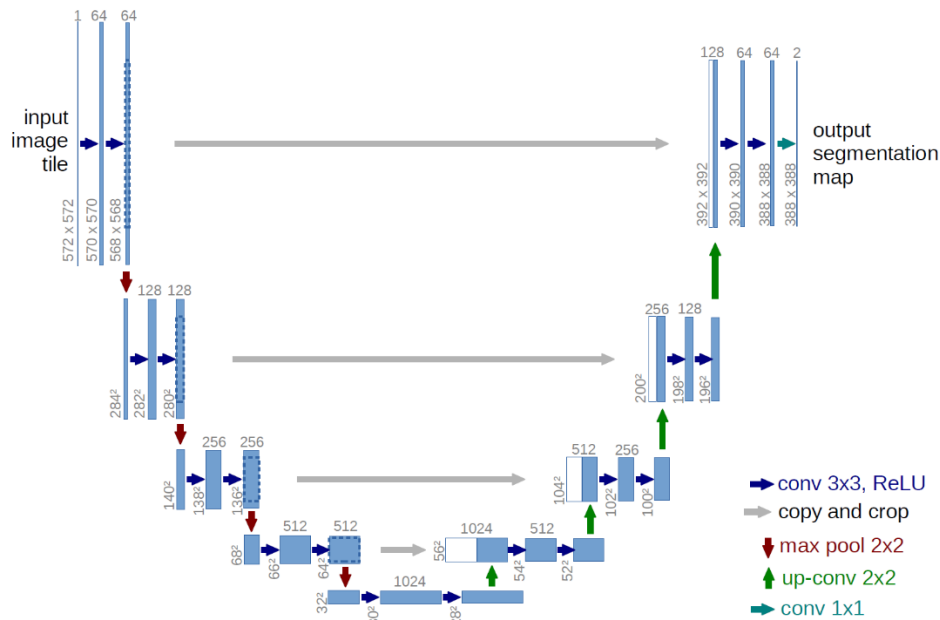 1 64 64
input
image
tile
572 x 572
570 x 570
568 x 568
128 64 64 2
output
segmentation
map
392 x 392
390 x 390
388 x 388
388 x 388
128 128
284²
282²
280²
256 128
200²
198²
196²
256 256
140²
138²
136²
512 256
104²
102²
100²
512 512
68²
66²
64²
1024 512
56²
54²
52²
1024
32²
conv 3x3, ReLU
copy and crop
max pool 2x2
up-conv 2x2
conv 1x1